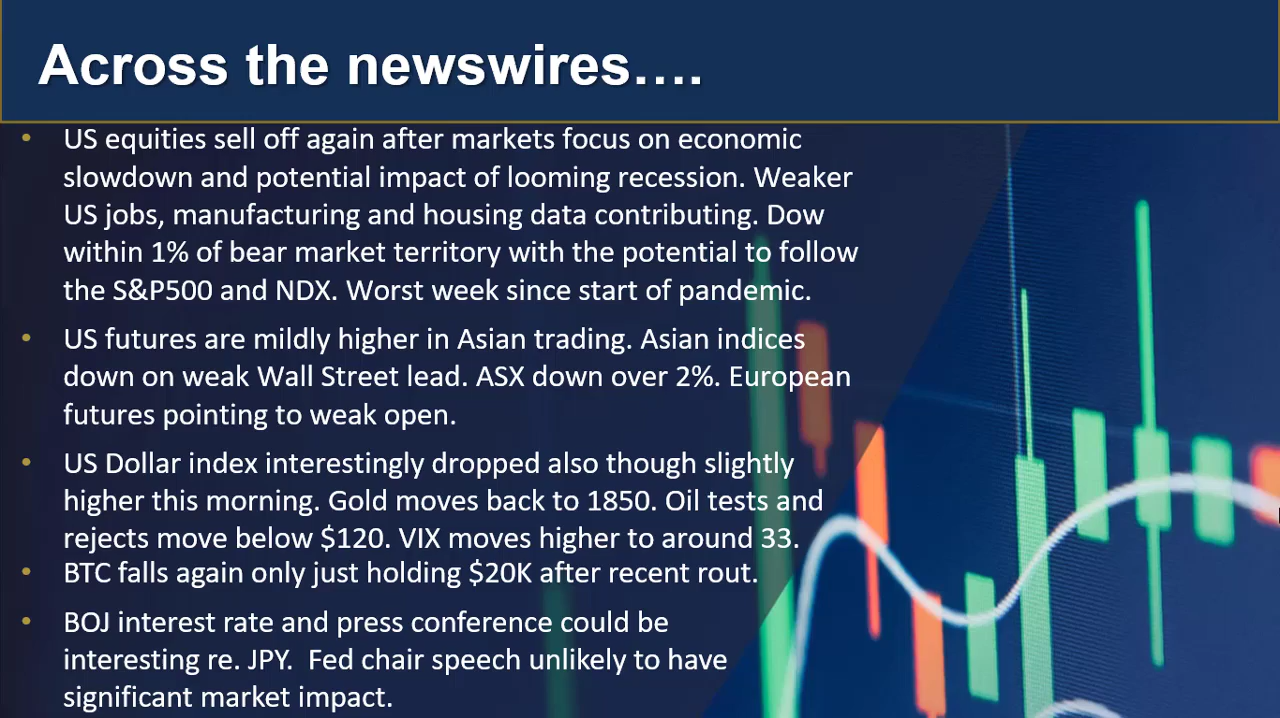 Across the newswires....
• US equities sell off again after markets focus on economic
slowdown and potential impact of looming recession. Weaker
US jobs, manufacturing and housing data contributing. Dow
within 1% of bear market territory with the potential to follow
the S&P500 and NDX. Worst week since start of pandemic.
• US futures are mildly higher in Asian trading. Asian indices
down on weak Wall Street lead. ASX down over 2%. European
futures pointing to weak open.
• US Dollar index interestingly dropped also though slightly
higher this morning. Gold moves back to 1850. Oil tests and
rejects move below $120. VIX moves higher to around 33.
• BTC falls again only just holding $20K after recent rout.
• BOJ interest rate and press conference could be
interesting re. JPY.  Fed chair speech unlikely to have
significant market impact.